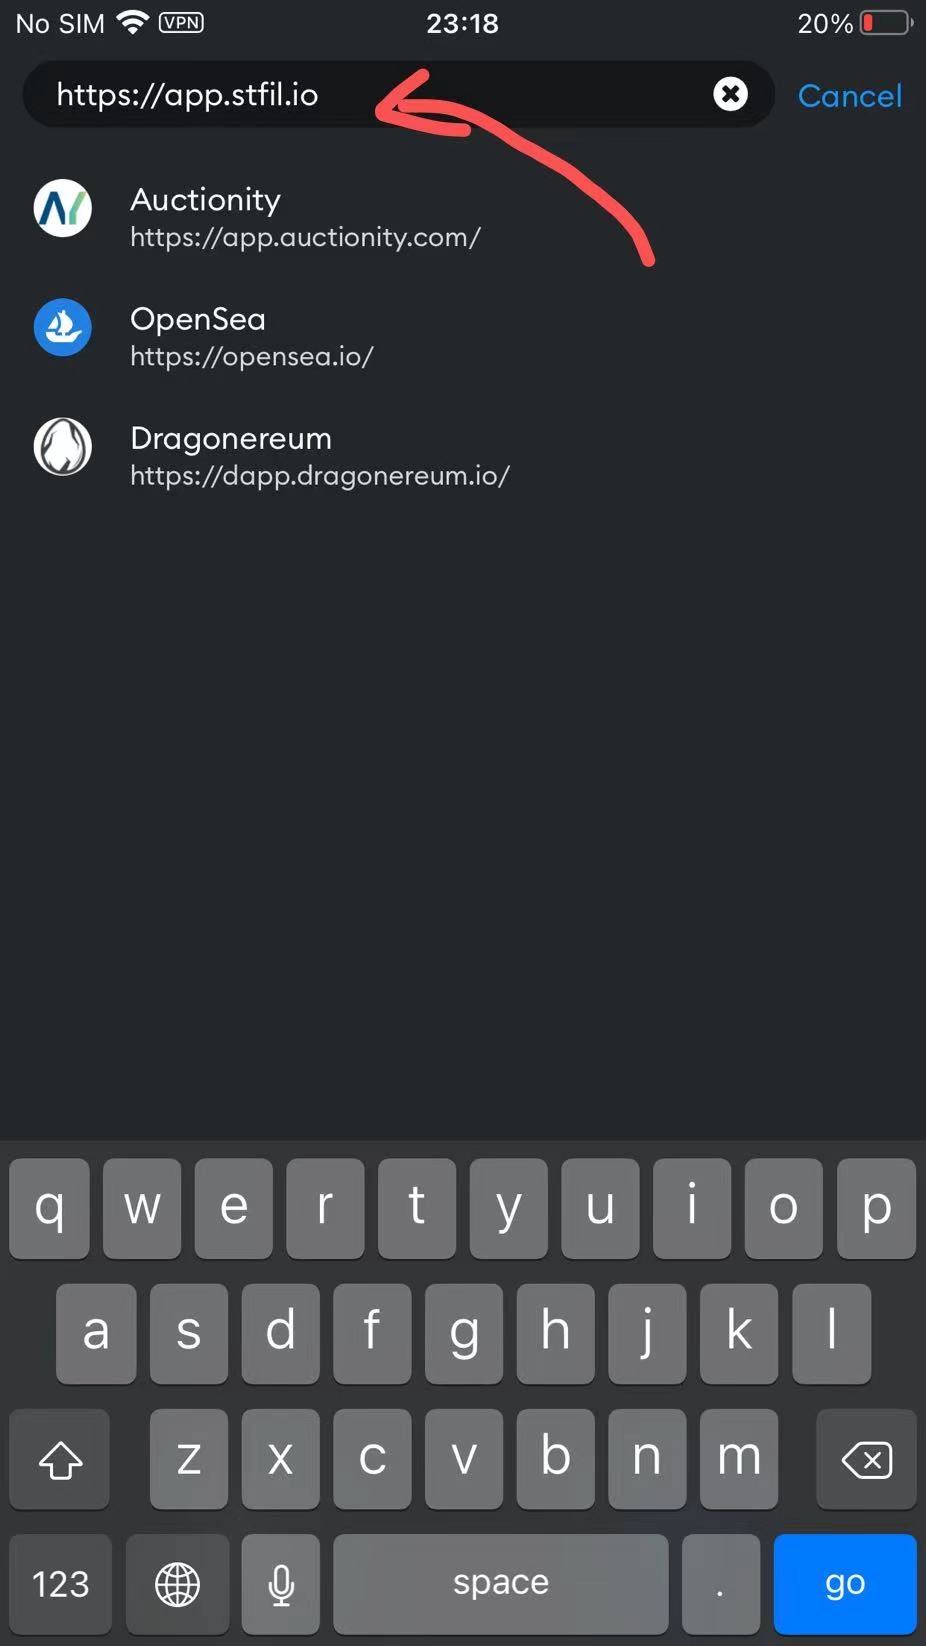 No SIM VPN 23:18 20%
https://app.stfil.io Cancel
Auctionity
https://app.auctionity.com/
OpenSea
https://opensea.io/
Dragonereum
https://dapp.dragonereum.io/
q w e r t y u i o p
a s d f g h j k l
z x c v b n m
123 space . go